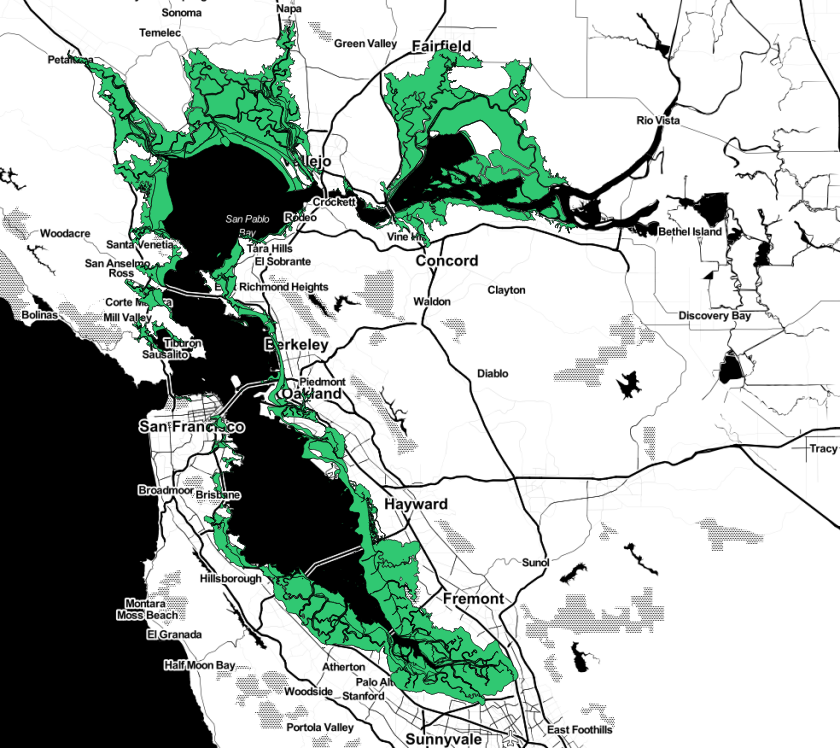 Sonoma
Napa
Temelec
Green Valley
Fairfield
Petaluma
Rio Vista
Vallejo
Crockett
San Pablo
Bay
Rodeo
Woodacre
Vine Hill
Bethel Island
Santa Venetia
Tara Hills
El Sobrante
Concord
San Anselmo
Ross
Richmond Heights
Clayton
Corte Madera
Waldon
Bolinas
Mill Valley
Discovery Bay
Tiburon
Sausalito
Berkeley
Diablo
Piedmont
Oakland
San Francisco
Tracy
Broadmoor
Brisbane
Hayward
Sunol
Hillsborough
Fremont
Montara
Moss Beach
El Granada
Half Moon Bay
Atherton
Palo Alt
Woodside
Stanford
Portola Valley
East Foothills
Sunnyvale